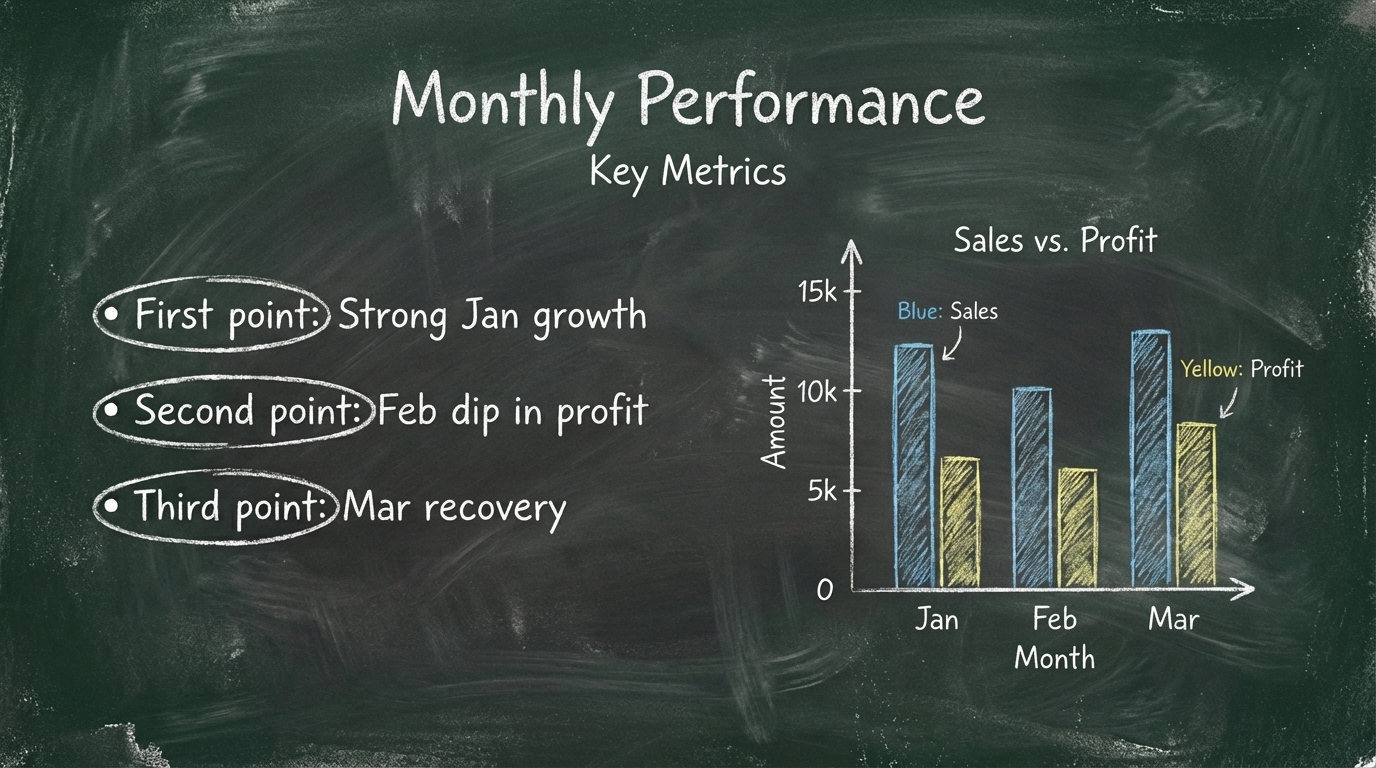 Monthly Performance
Key Metrics
• First point: Strong Jan growth
• Second point: Feb dip in profit
• Third point: Mar recovery
Sales vs. Profit
15k
10k
5k
0
Amount
Blue: Sales
Yellow: Profit
Jan
Feb
Mar
Month